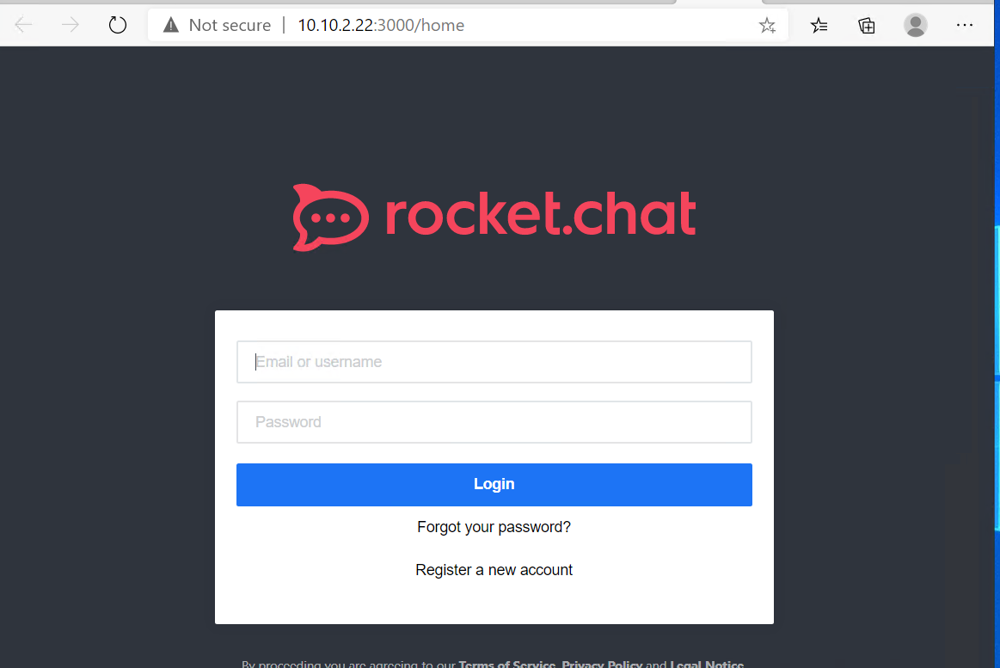 Not secure | 10.10.2.22:3000/home
rocket.chat
Email or username
Password
Login
Forgot your password?
Register a new account
By proceeding you are agreeing to our Terms of Service, Privacy Policy and Legal Notice.